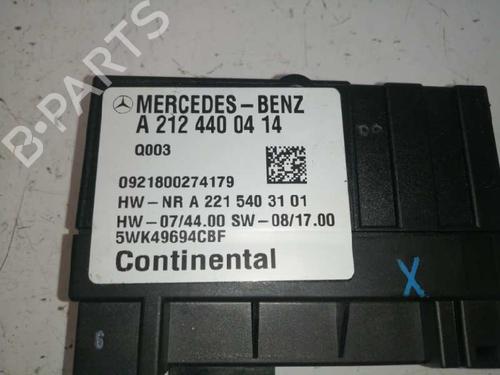 B-PARTS
MERCEDES-BENZ
A 212 440 04 14
Q003
0921800274179
HW-NR A 221 540 31 01
HW-07/44.00 SW-08/17.00
5WK49694CBF
Continental
X
6